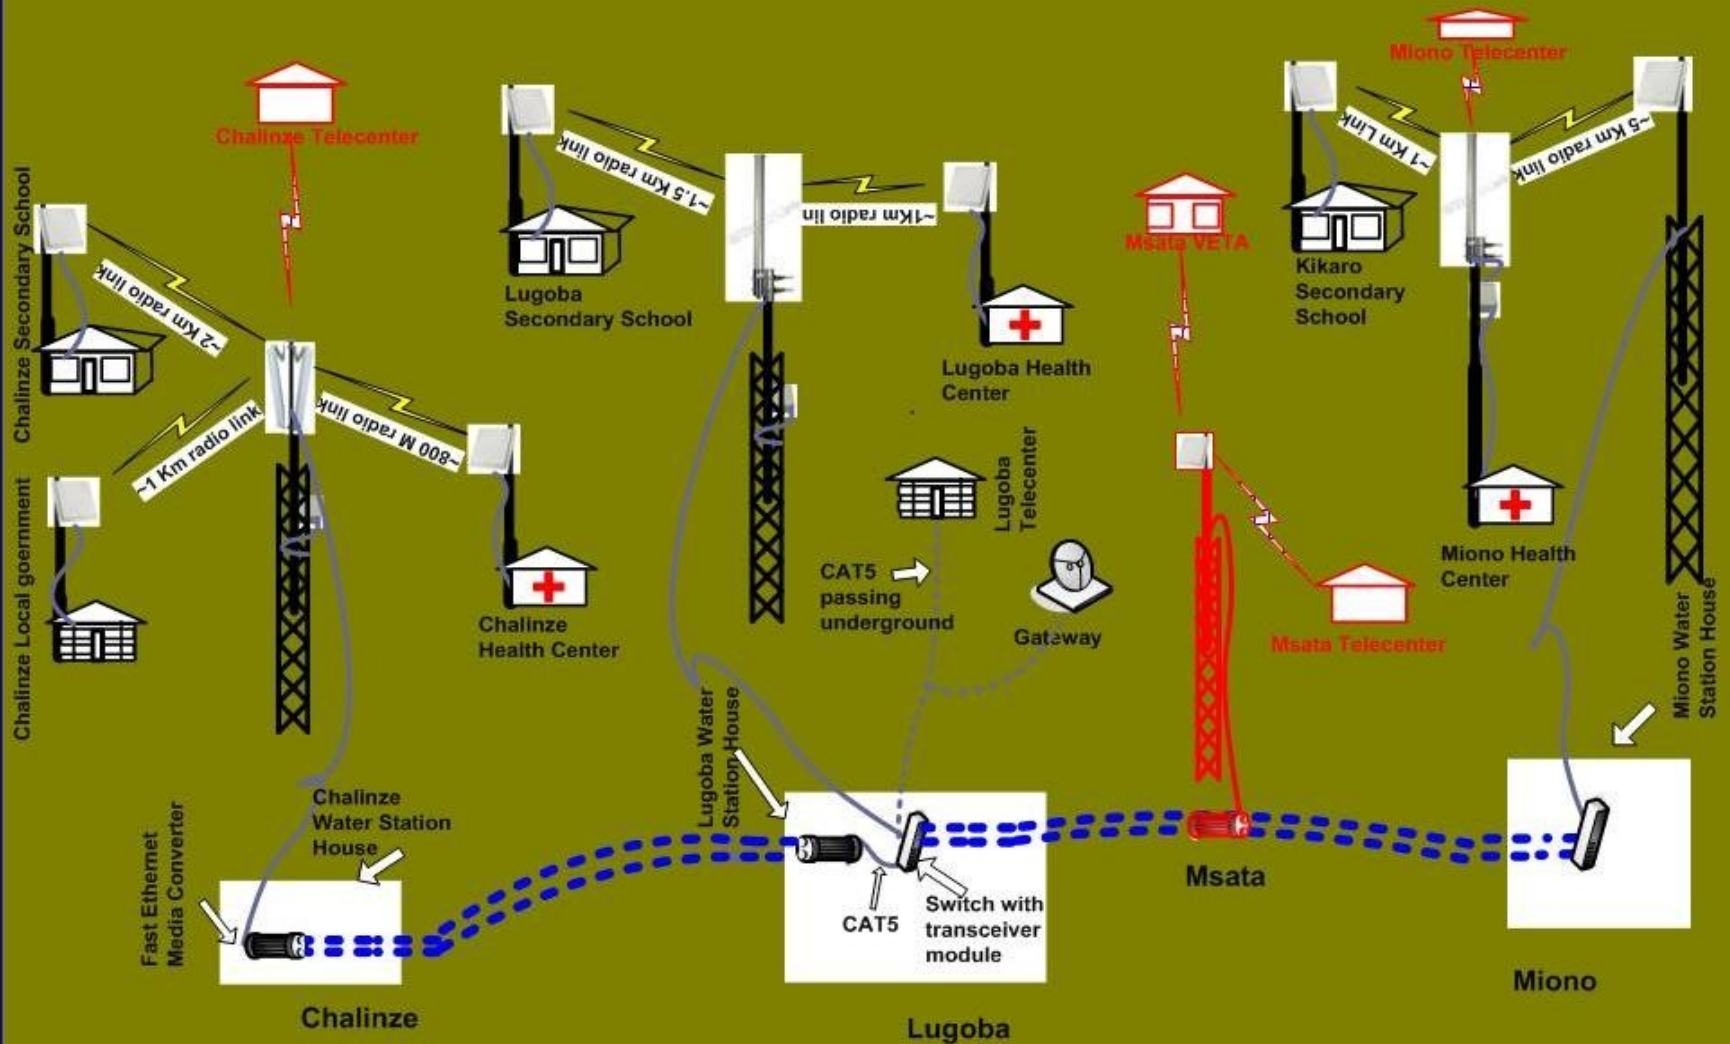 Miono Telecenter
Chalinze Telecenter
~1.5 Km radio link
~1Km radio lin
~1 Km Link
~5 Km radio link
Chalinze Secondary School
Msata VETA
Kikaro
Secondary
School
Lugoba
Secondary School
~2 Km radio link
Lugoba Health
Center
~1 Km radio link
~800 M radio link
Lugoba
Telecenter
Chalinze Local goernment
Miono Health
Center
CAT5
passing
underground
Chalinze
Health Center
Gateway
Msata Telecenter
Miono Water
Station House
Lugoba Water
Station House
Chalinze
Water Station
House
Fast Ethernet
Media Converter
Msata
CAT5
Switch with
transceiver
module
Miono
Chalinze
Lugoba